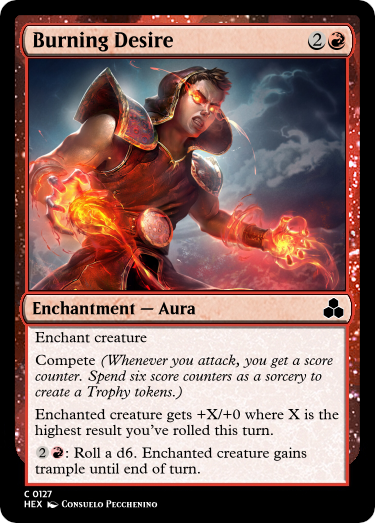 Burning Desire 2
Enchantment — Aura
Enchant creature
Compete (Whenever you attack, you get a score
counter. Spend six score counters as a sorcery to
create a Trophy tokens.)
Enchanted creature gets +X/+0 where X is the
highest result you've rolled this turn.
2 : Roll a d6. Enchanted creature gains
trample until end of turn.
C 0127
HEX Consuelo Pecchenino